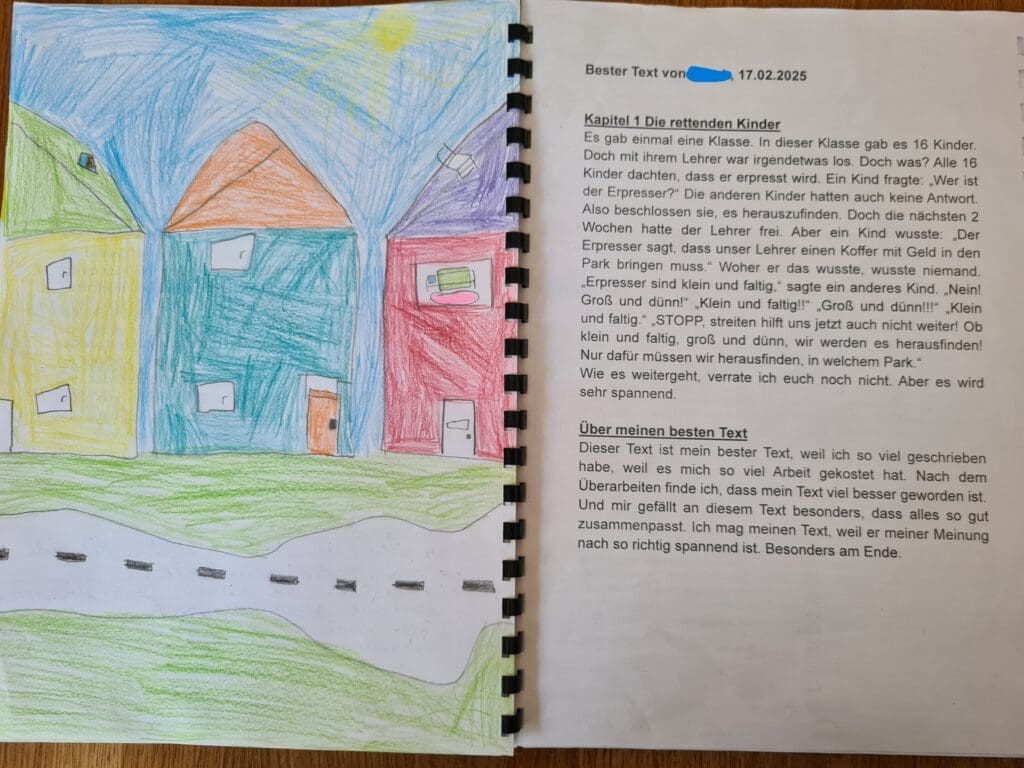 Bester Text von , 17.02.2025
Kapitel 1 Die rettenden Kinder
Es gab einmal eine Klasse. In dieser Klasse gab es 16 Kinder.
Doch mit ihrem Lehrer war irgendetwas los. Doch was? Alle 16
Kinder dachten, dass er erpresst wird. Ein Kind fragte: „Wer ist
der Erpresser?“ Die anderen Kinder hatten auch keine Antwort.
Also beschlossen sie, es herauszufinden. Doch die nächsten 2
Wochen hatte der Lehrer frei. Aber ein Kind wusste: „Der
Erpresser sagt, dass unser Lehrer einen Koffer mit Geld in den
Park bringen muss.“ Woher er das wusste, wusste niemand.
„Erpresser sind klein und faltig,“ sagte ein anderes Kind. „Nein!
Groß und dünn!“ „Klein und faltig!!“ „Groß und dünn!!!“ „Klein
und faltig.“ „STOPP, streiten hilft uns jetzt auch nicht weiter! Ob
klein und faltig, groß und dünn, wir werden es herausfinden!
Nur dafür müssen wir herausfinden, in welchem Park.“
Wie es weitergeht, verrate ich euch noch nicht. Aber es wird
sehr spannend.
Über meinen besten Text
Dieser Text ist mein bester Text, weil ich so viel geschrieben
habe, weil es mich so viel Arbeit gekostet hat. Nach dem
Überarbeiten finde ich, dass mein Text viel besser geworden ist.
Und mir gefällt an diesem Text besonders, dass alles so gut
zusammenpasst. Ich mag meinen Text, weil er meiner Meinung
nach so richtig spannend ist. Besonders am Ende.